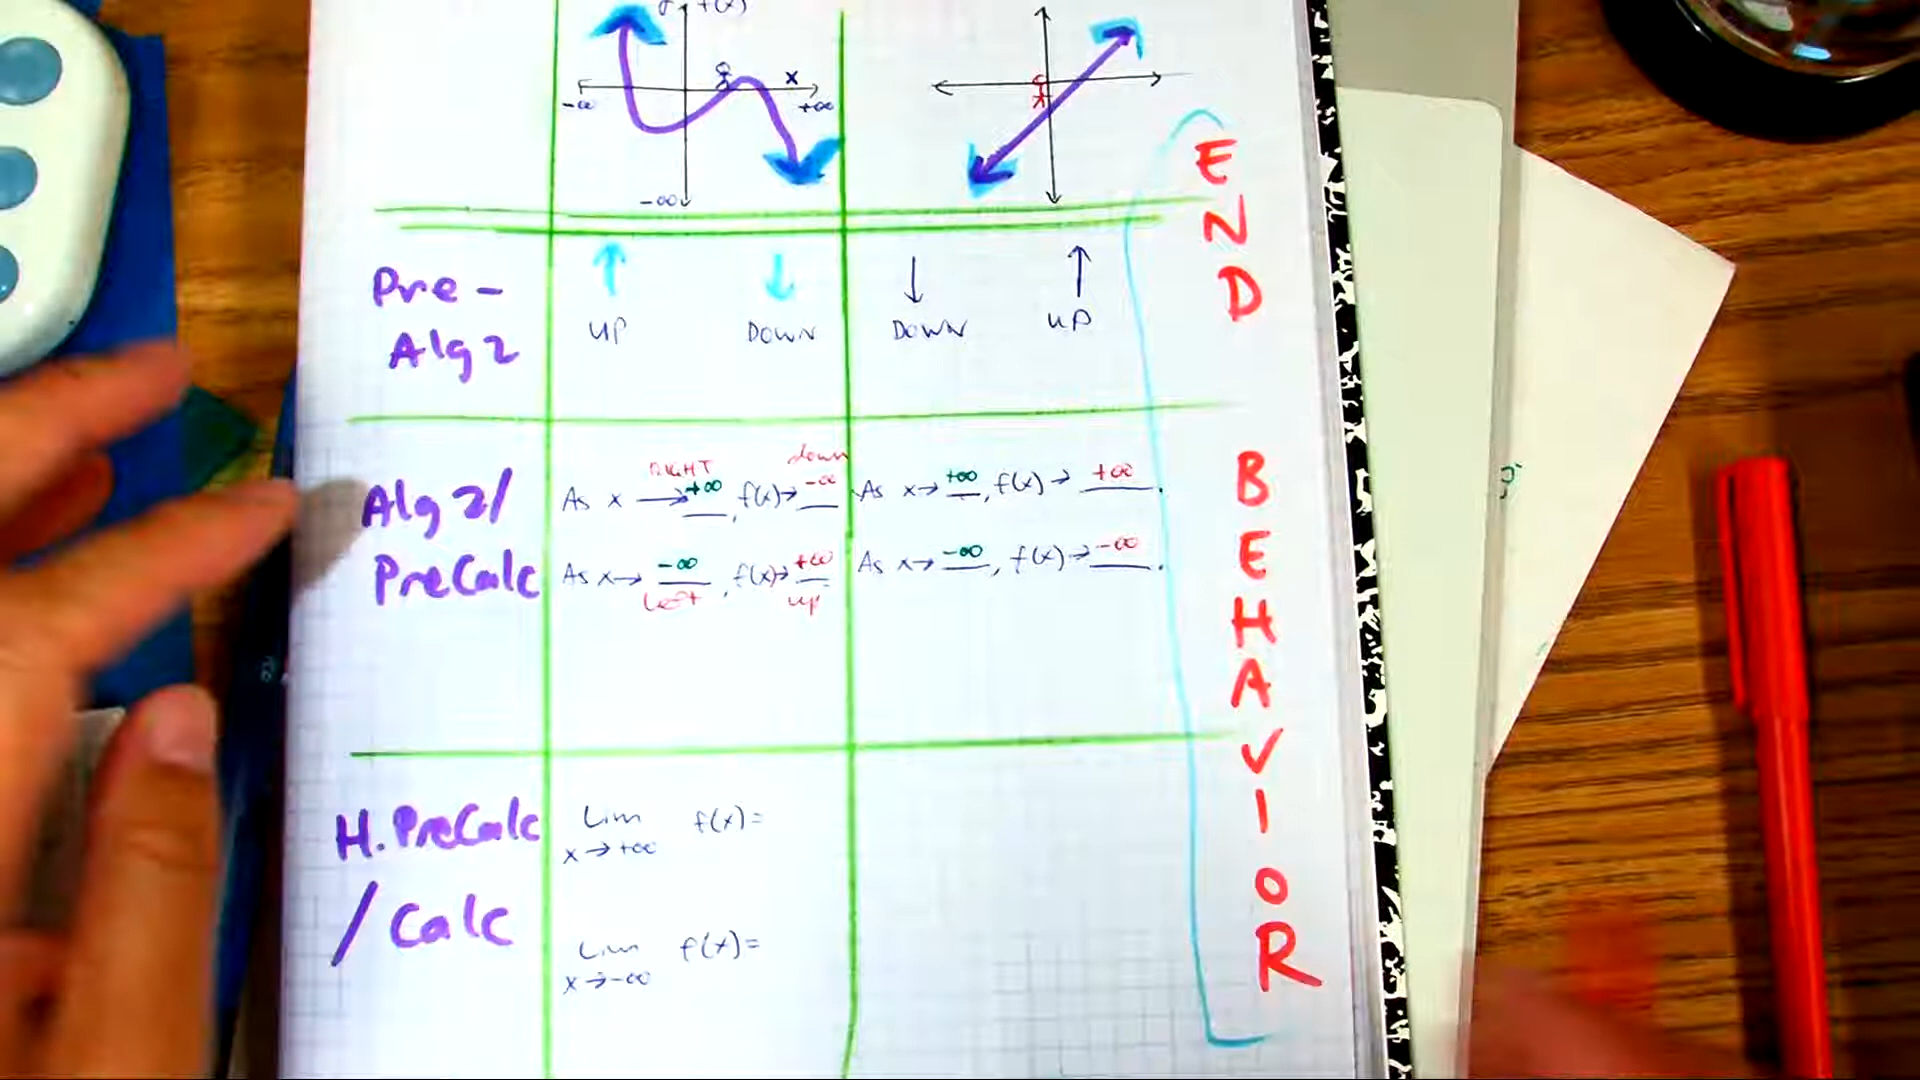 f(x)
x
-∞
+∞
-∞
Pre-
Alg 2
UP
DOWN
DOWN
UP
Alg 2/
PreCalc
RIGHT
down
As x → +∞, f(x) → -∞
As x → -∞, f(x) → +∞
left
up
As x → +∞, f(x) → +∞.
As x → -∞, f(x) → -∞.
H. PreCalc
/ Calc
Lim f(x) =
x → +∞
Lim f(x) =
x → -∞
END
BEHAVIOR